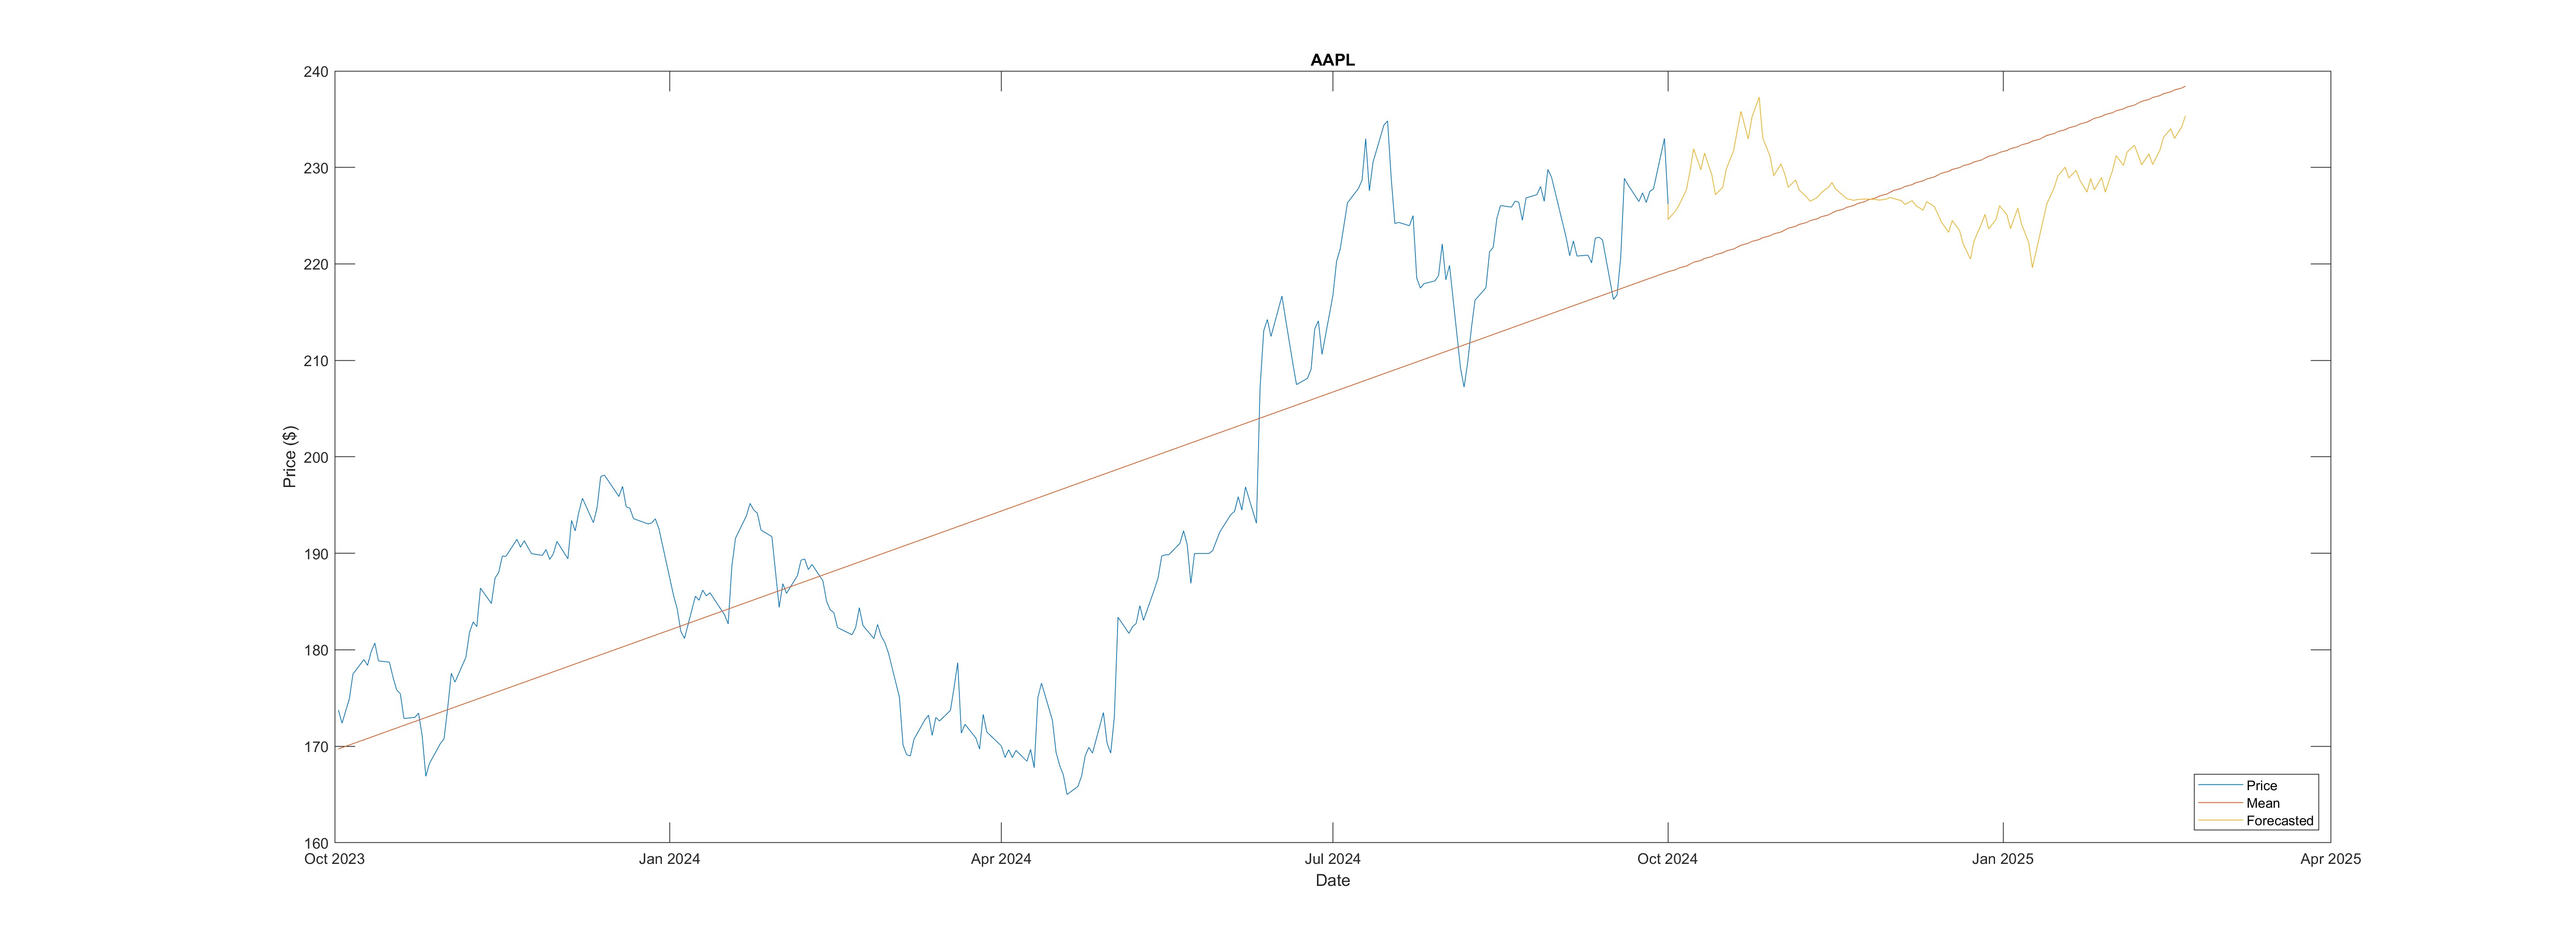 AAPL
240
230
220
210
200
190
180
170
160
Price ($)
Oct 2023
Jan 2024
Apr 2024
Jul 2024
Oct 2024
Jan 2025
Apr 2025
Date
Price
Mean
Forecasted